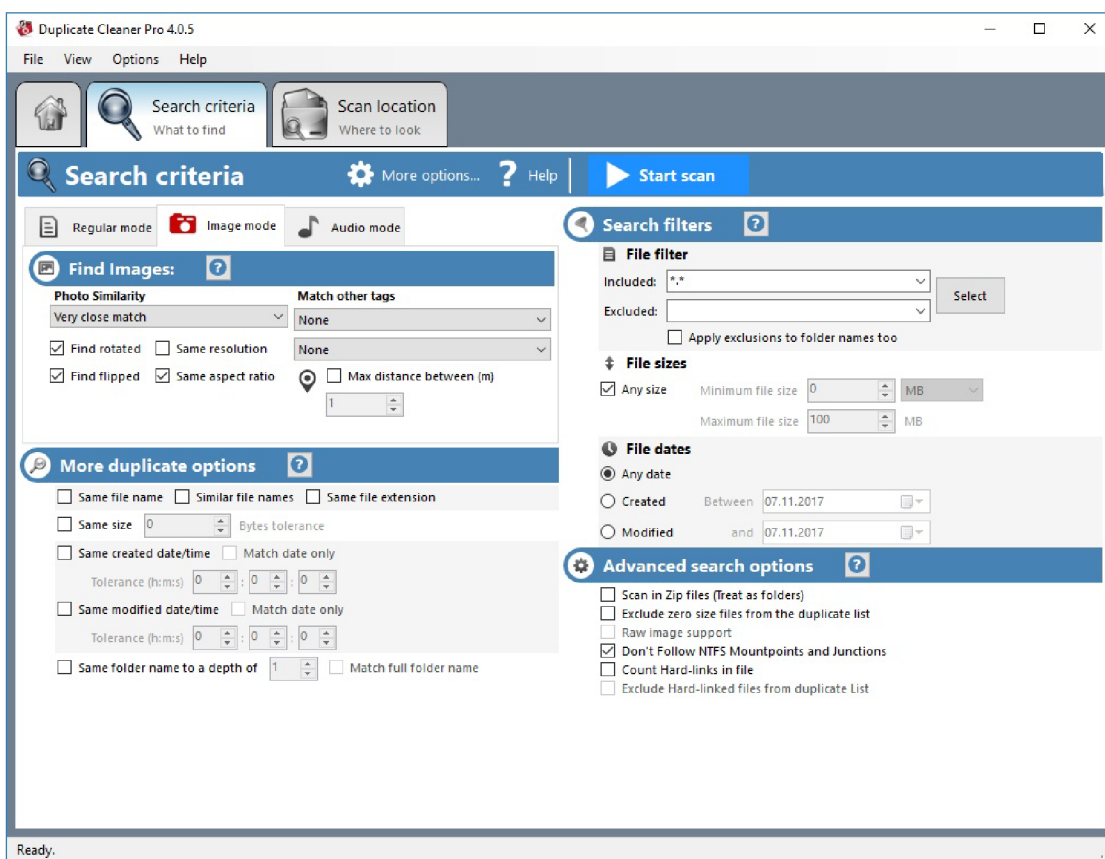 Duplicate Cleaner Pro 4.0.5
File View Options Help
Search criteria
What to find
Scan location
Where to look
Search criteria
More options...
? Help
Start scan
Regular mode
Image mode
Audio mode
Find Images: ?
Photo Similarity
Very close match
Find rotated Same resolution
Find flipped Same aspect ratio
Match other tags
None
None
Max distance between (m)
1
More duplicate options ?
Same file name Similar file names Same file extension
Same size 0 Bytes tolerance
Same created date/time Match date only
Tolerance (h:m:s) 0 : 0 : 0
Same modified date/time Match date only
Tolerance (h:m:s) 0 : 0 : 0
Same folder name to a depth of 1 Match full folder name
Search filters ?
File filter
Included: *.*
Excluded:
Select
Apply exclusions to folder names too
File sizes
Any size Minimum file size 0 MB
Maximum file size 100 MB
File dates
Any date
Created Between 07.11.2017
Modified and 07.11.2017
Advanced search options ?
Scan in Zip files (Treat as folders)
Exclude zero size files from the duplicate list
Raw image support
Don't Follow NTFS Mountpoints and Junctions
Count Hard-links in file
Exclude Hard-linked files from duplicate List
Ready.